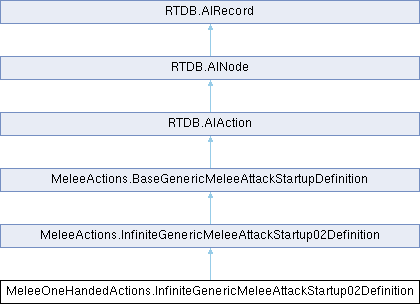 RTDB.AIRecord
RTDB.AINode
RTDB.AIAction
MeleeActions.BaseGenericMeleeAttackStartupDefinition
MeleeActions.InfiniteGenericMeleeAttackStartup02Definition
MeleeOneHandedActions.InfiniteGenericMeleeAttackStartup02Definition